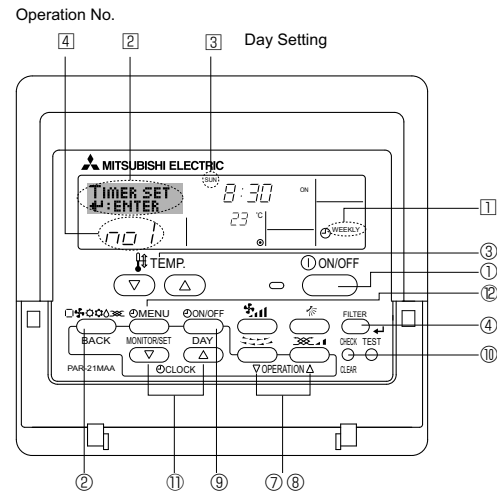 Operation No.
4 2 3 Day Setting
MITSUBISHI ELECTRIC
SUN
TIMER SET 8:30 ON
↵:ENTER
23 °C
no 1 WEEKLY
1
TEMP. ON/OFF
③
①
⑫
MENU ON/OFF FILTER
④
BACK MONITOR/SET DAY CHECK TEST
⑩
PAR-21MAA CLOCK ▽OPERATION△ CLEAR
② ⑪ ⑨ ⑦ ⑧